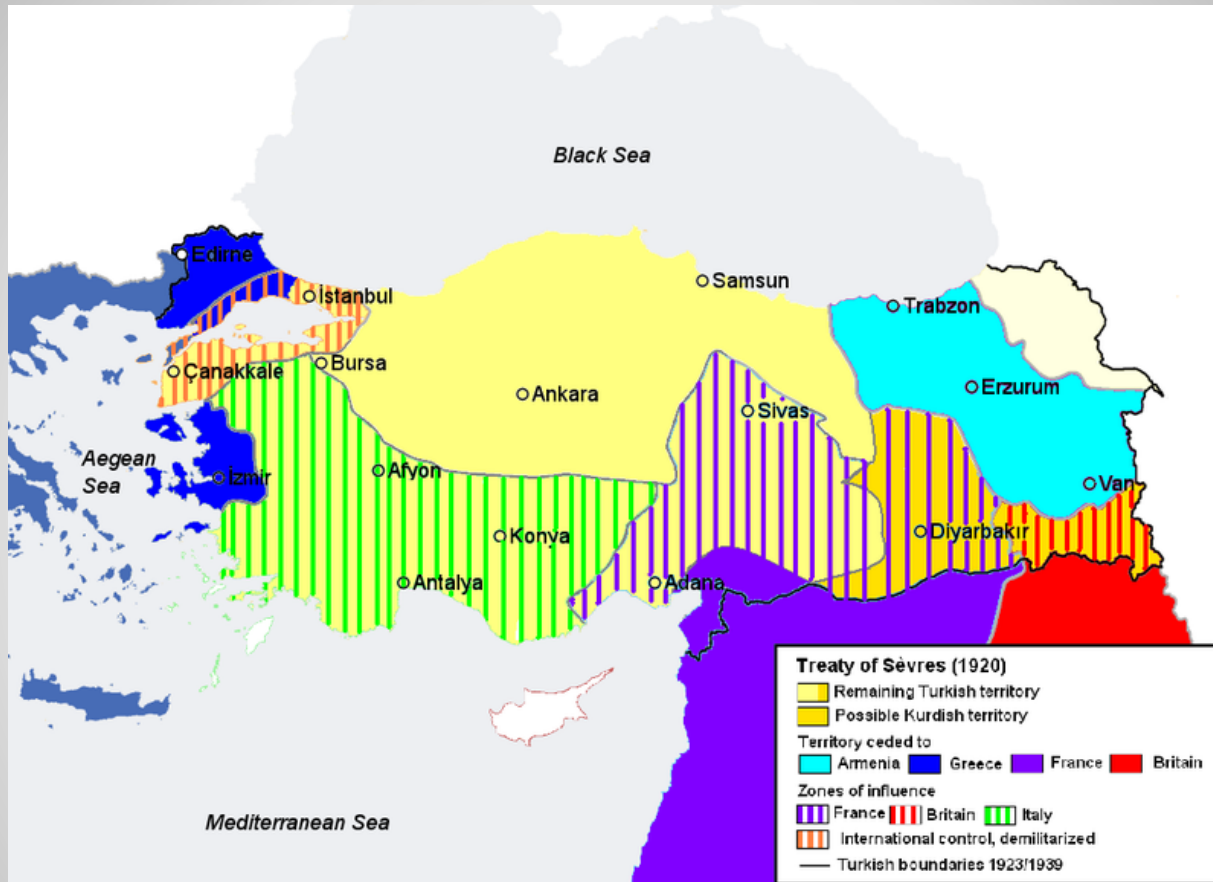 Black Sea
Edirne
İstanbul
Samsun
Trabzon
Çanakkale
Bursa
Ankara
Erzurum
Sivas
Aegean
Sea
İzmir
Afyon
Van
Konya
Diyarbakır
Antalya
Adana
Mediterranean Sea
Treaty of Sèvres (1920)
Remaining Turkish territory
Possible Kurdish territory
Territory ceded to
Armenia Greece France Britain
Zones of influence
France Britain Italy
International control, demilitarized
Turkish boundaries 1923/1939